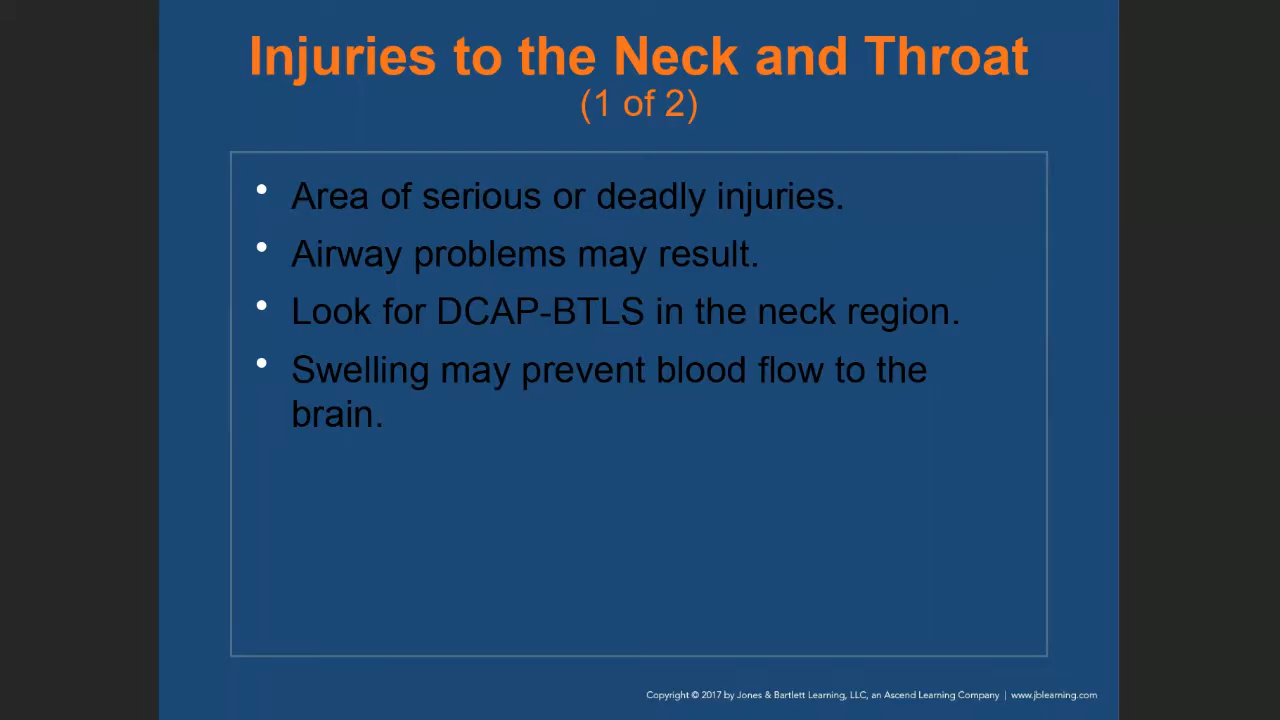 Injuries to the Neck and Throat
(1 of 2)
• Area of serious or deadly injuries.
• Airway problems may result.
• Look for DCAP-BTLS in the neck region.
• Swelling may prevent blood flow to the
brain.
Copyright © 2017 by Jones & Bartlett Learning, LLC, an Ascend Learning Company | www.jblearning.com